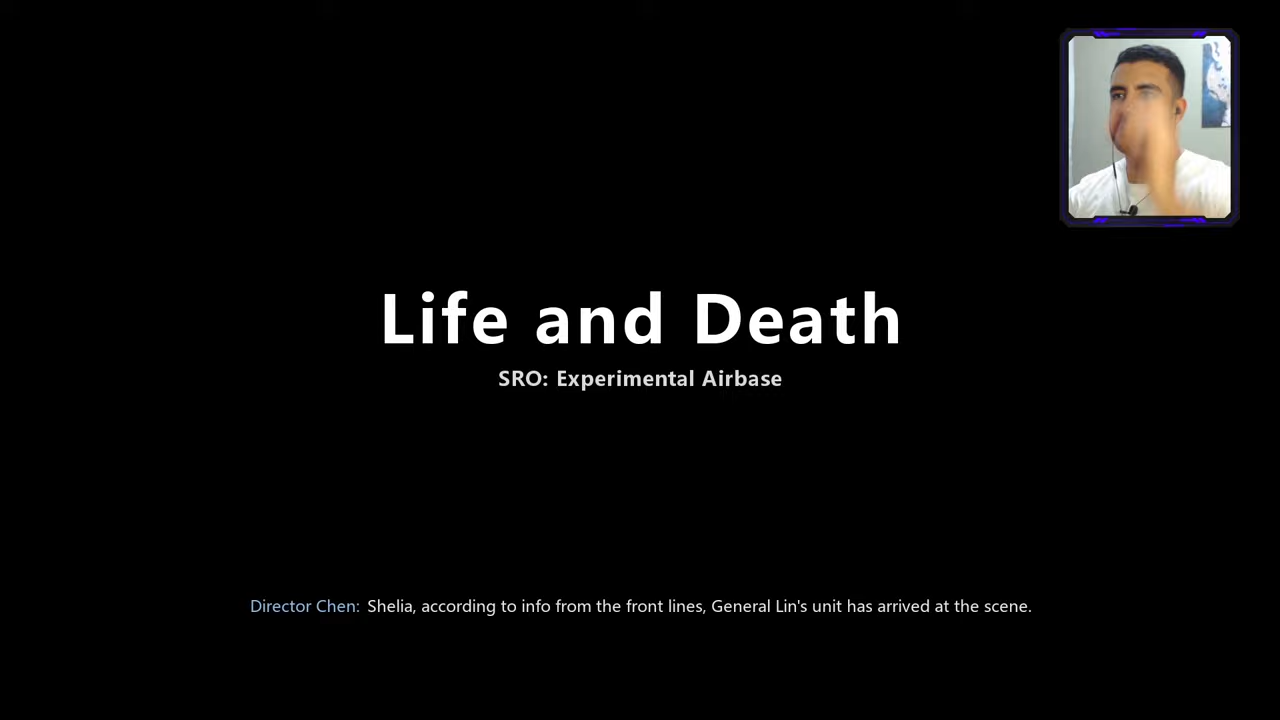 Life and Death
SRO: Experimental Airbase
Director Chen: Shelia, according to info from the front lines, General Lin's unit has arrived at the scene.